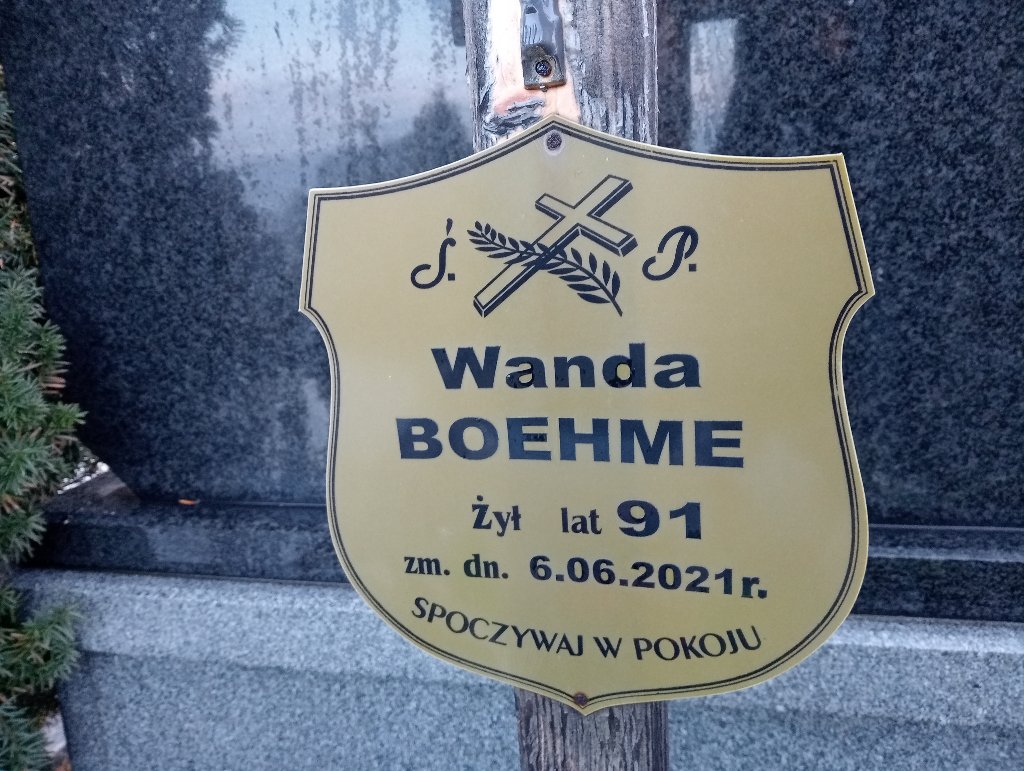 Ś. P.
Wanda
BOEHME
Żył lat 91
zm. dn. 6.06.2021r.
SPOCZYWAJ W POKOJU